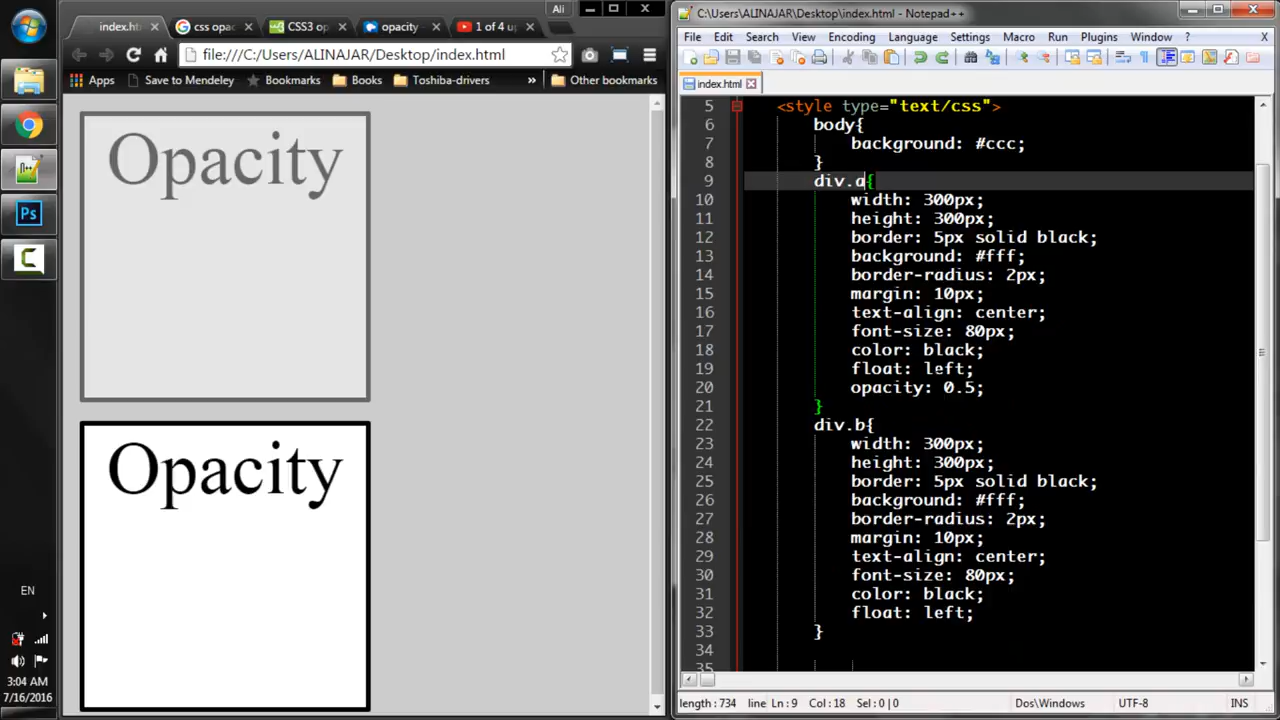 Ali
index.ht
css opac
CSS3 op
opacity
1 of 4 u
file:///C:/Users/ALINAJAR/Desktop/index.html
Apps
Save to Mendeley
Bookmarks
Books
Toshiba-drivers
»
Other bookmarks
Opacity
Opacity
C:\Users\ALINAJAR\Desktop\index.html - Notepad++
File Edit Search View Encoding Language Settings Macro Run Plugins Window ? X
index.html
5 <style type="text/css">
6 body{
7 background: #ccc;
8 }
9 div.a{
10 width: 300px;
11 height: 300px;
12 border: 5px solid black;
13 background: #fff;
14 border-radius: 2px;
15 margin: 10px;
16 text-align: center;
17 font-size: 80px;
18 color: black;
19 float: left;
20 opacity: 0.5;
21 }
22 div.b{
23 width: 300px;
24 height: 300px;
25 border: 5px solid black;
26 background: #fff;
27 border-radius: 2px;
28 margin: 10px;
29 text-align: center;
30 font-size: 80px;
31 color: black;
32 float: left;
33 }
34
35
length: 734 line Ln : 9 Col : 18 Sel : 0 | 0 Dos\Windows UTF-8 INS
Ps
EN
3:04 AM
7/16/2016